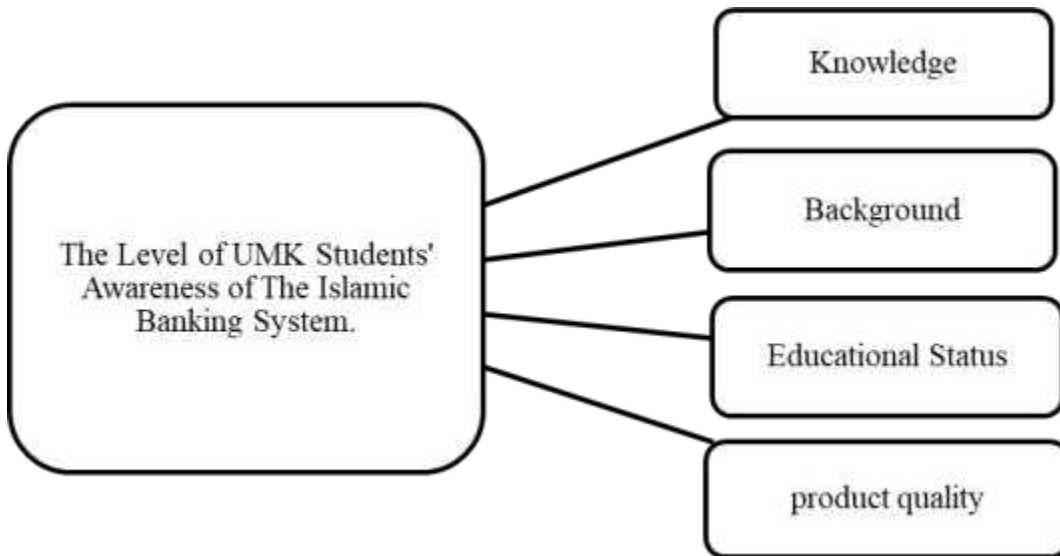 The Level of UMK Students'
Awareness of The Islamic
Banking System.
Knowledge
Background
Educational Status
product quality